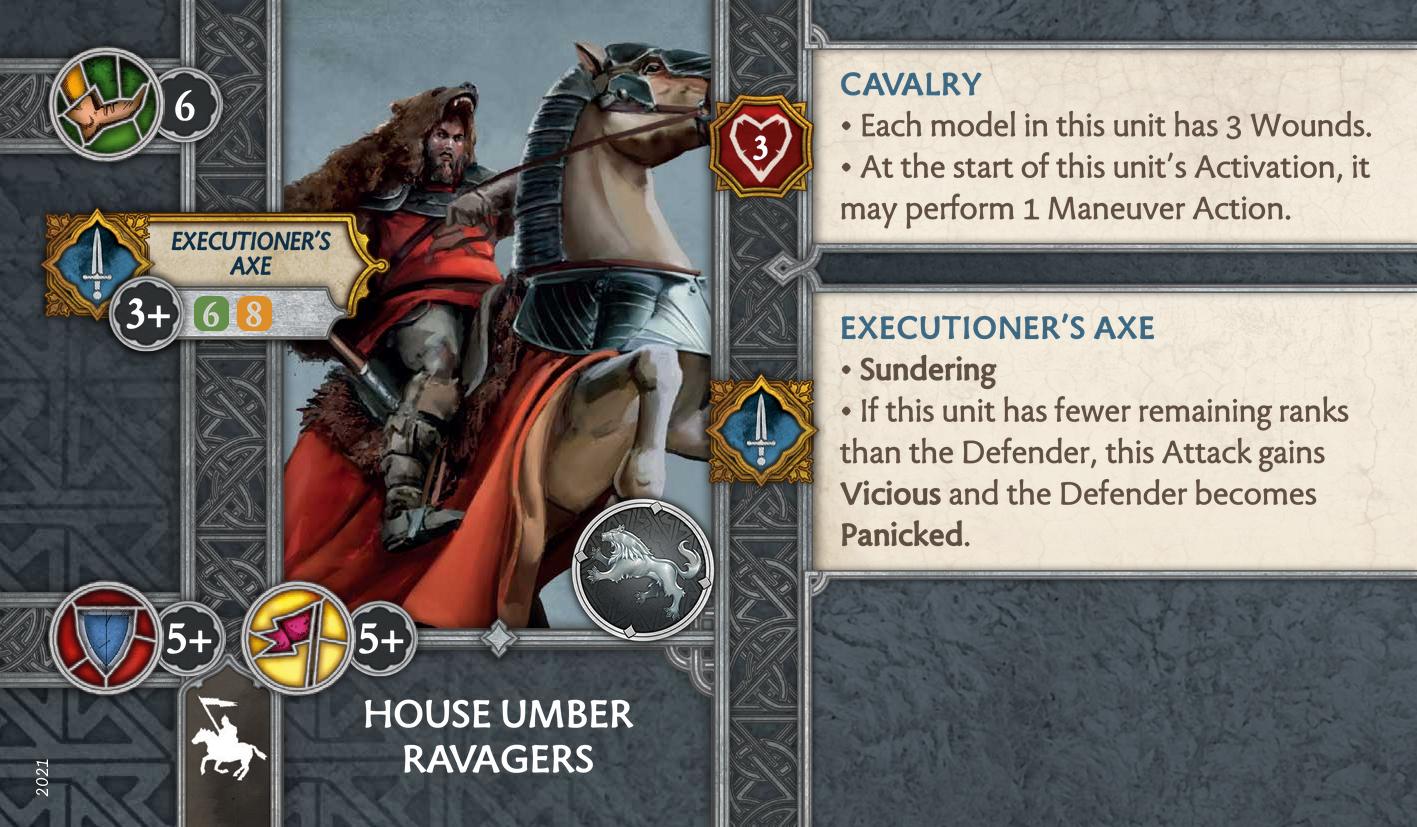 6
EXECUTIONER'S
AXE
3+ 6 8
5+ 5+
HOUSE UMBER
RAVAGERS
2021
3
CAVALRY
• Each model in this unit has 3 Wounds.
• At the start of this unit's Activation, it
may perform 1 Maneuver Action.
EXECUTIONER'S AXE
• Sundering
• If this unit has fewer remaining ranks
than the Defender, this Attack gains
Vicious and the Defender becomes
Panicked.